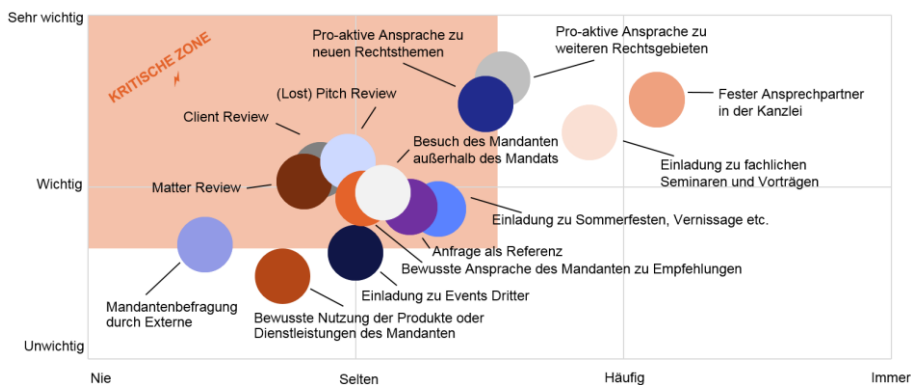 Sehr wichtig
Pro-aktive Ansprache zu
neuen Rechtsthemen
Pro-aktive Ansprache zu
weiteren Rechtsgebieten
KRITISCHE ZONE
(Lost) Pitch Review
Fester Ansprechpartner
in der Kanzlei
Client Review
Besuch des Mandanten
außerhalb des Mandats
Einladung zu fachlichen
Seminaren und Vorträgen
Wichtig
Matter Review
Einladung zu Sommerfesten, Vernissage etc.
Anfrage als Referenz
Bewusste Ansprache des Mandanten zu Empfehlungen
Einladung zu Events Dritter
Mandantenbefragung
durch Externe
Bewusste Nutzung der Produkte oder
Dienstleistungen des Mandanten
Unwichtig
Nie
Selten
Häufig
Immer